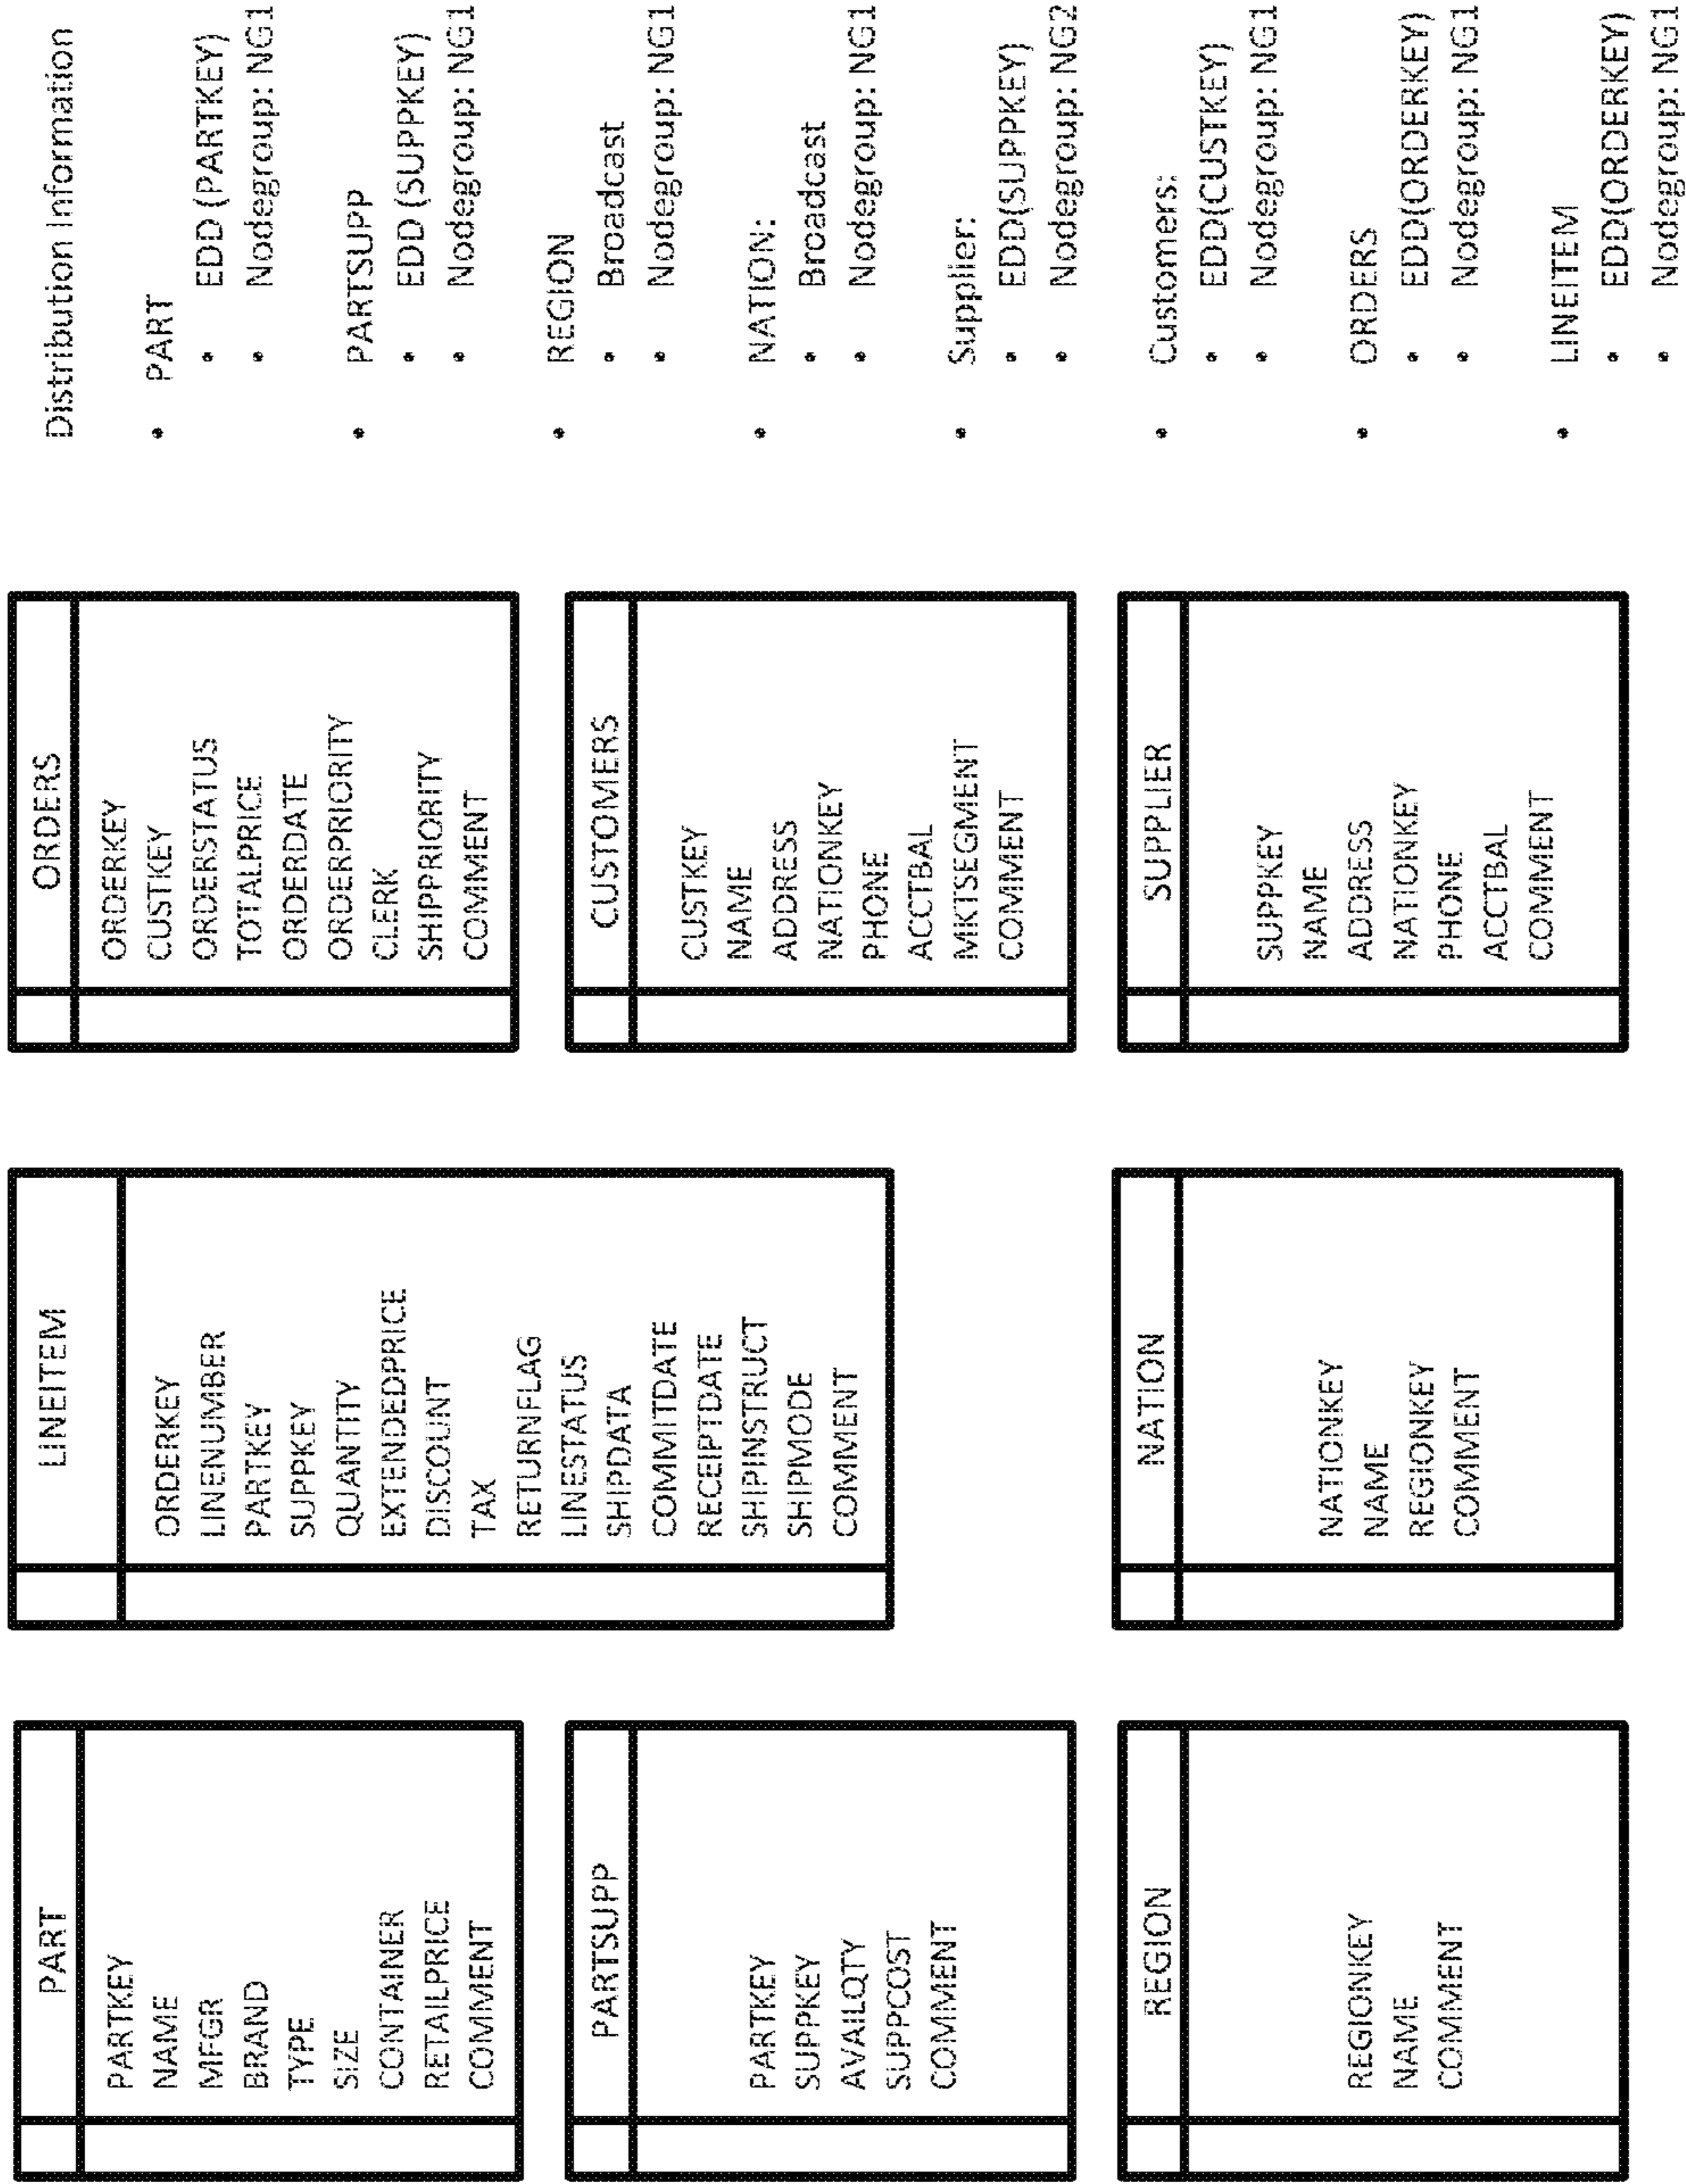 PART
PARTKEY
NAME
MFGR
BRAND
TYPE
SIZE
CONTAINER
RETAILPRICE
COMMENT
PARTSUPP
PARTKEY
SUPPKEY
AVAILQTY
SUPPCOST
COMMENT
REGION
REGIONKEY
NAME
COMMENT
LINEITEM
ORDERKEY
LINENUMBER
PARTKEY
SUPPKEY
QUANTITY
EXTENDEDPRICE
DISCOUNT
TAX
RETURNFLAG
LINESTATUS
SHIPDATA
COMMITDATE
RECEIPTDATE
SHIPINSTRUCT
SHIPMODE
COMMENT
NATION
NATIONKEY
NAME
REGIONKEY
COMMENT
ORDERS
ORDERKEY
CUSTKEY
ORDERSTATUS
TOTALPRICE
ORDERDATE
ORDERPRIORITY
CLERK
SHIPPRIORITY
COMMENT
CUSTOMERS
CUSTKEY
NAME
ADDRESS
NATIONKEY
PHONE
ACCTBAL
MKTSEGMENT
COMMENT
SUPPLIER
SUPPKEY
NAME
ADDRESS
NATIONKEY
PHONE
ACCTBAL
COMMENT
Distribution Information
• PART
• EDD (PARTKEY)
• Nodegroup: NG1
• PARTSUPP
• EDD (SUPPKEY)
• Nodegroup: NG1
• REGION
• Broadcast
• Nodegroup: NG1
• NATION:
• Broadcast
• Nodegroup: NG1
• Supplier:
• EDD(SUPPKEY)
• Nodegroup: NG2
• Customers:
• EDD(CUSTKEY)
• Nodegroup: NG1
• ORDERS
• EDD(ORDERKEY)
• Nodegroup: NG1
• LINEITEM
• EDD(ORDERKEY)
• Nodegroup: NG1